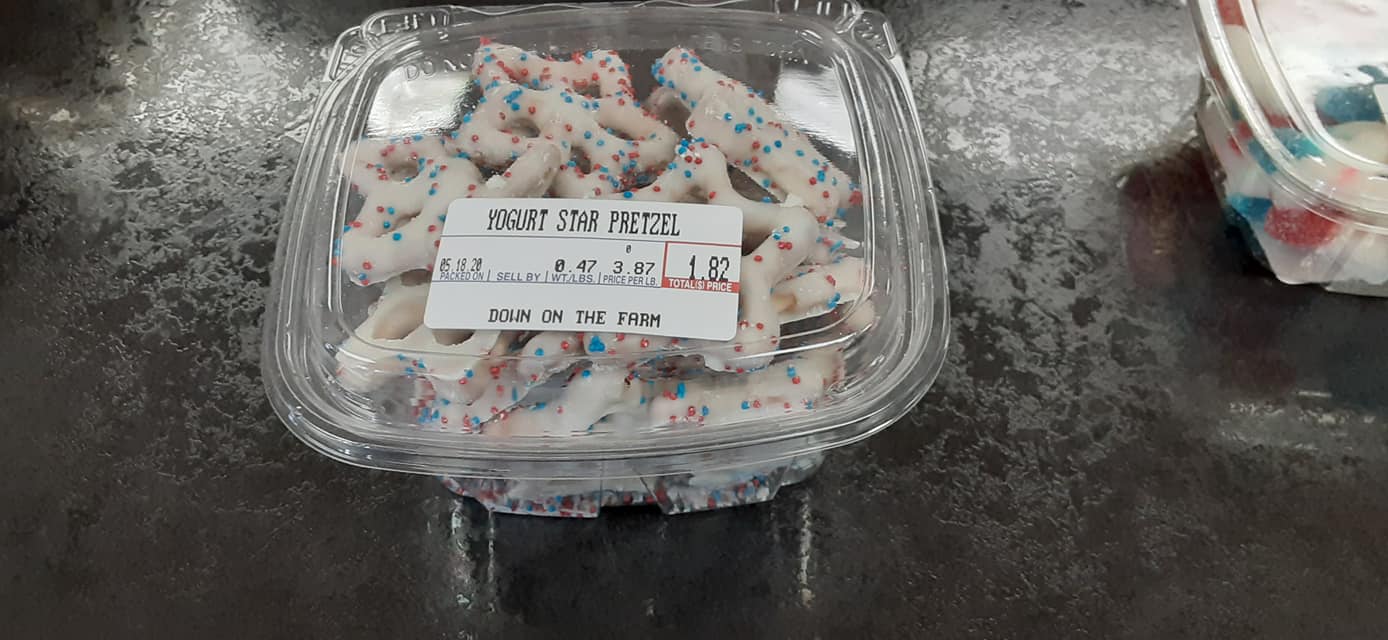 YOGURT STAR PRETZEL
0
05.18.20 0.47 3.87 1.82
PACKED ON | SELL BY | WT/LBS. | PRICE PER LB. TOTAL($) PRICE
DOWN ON THE FARM